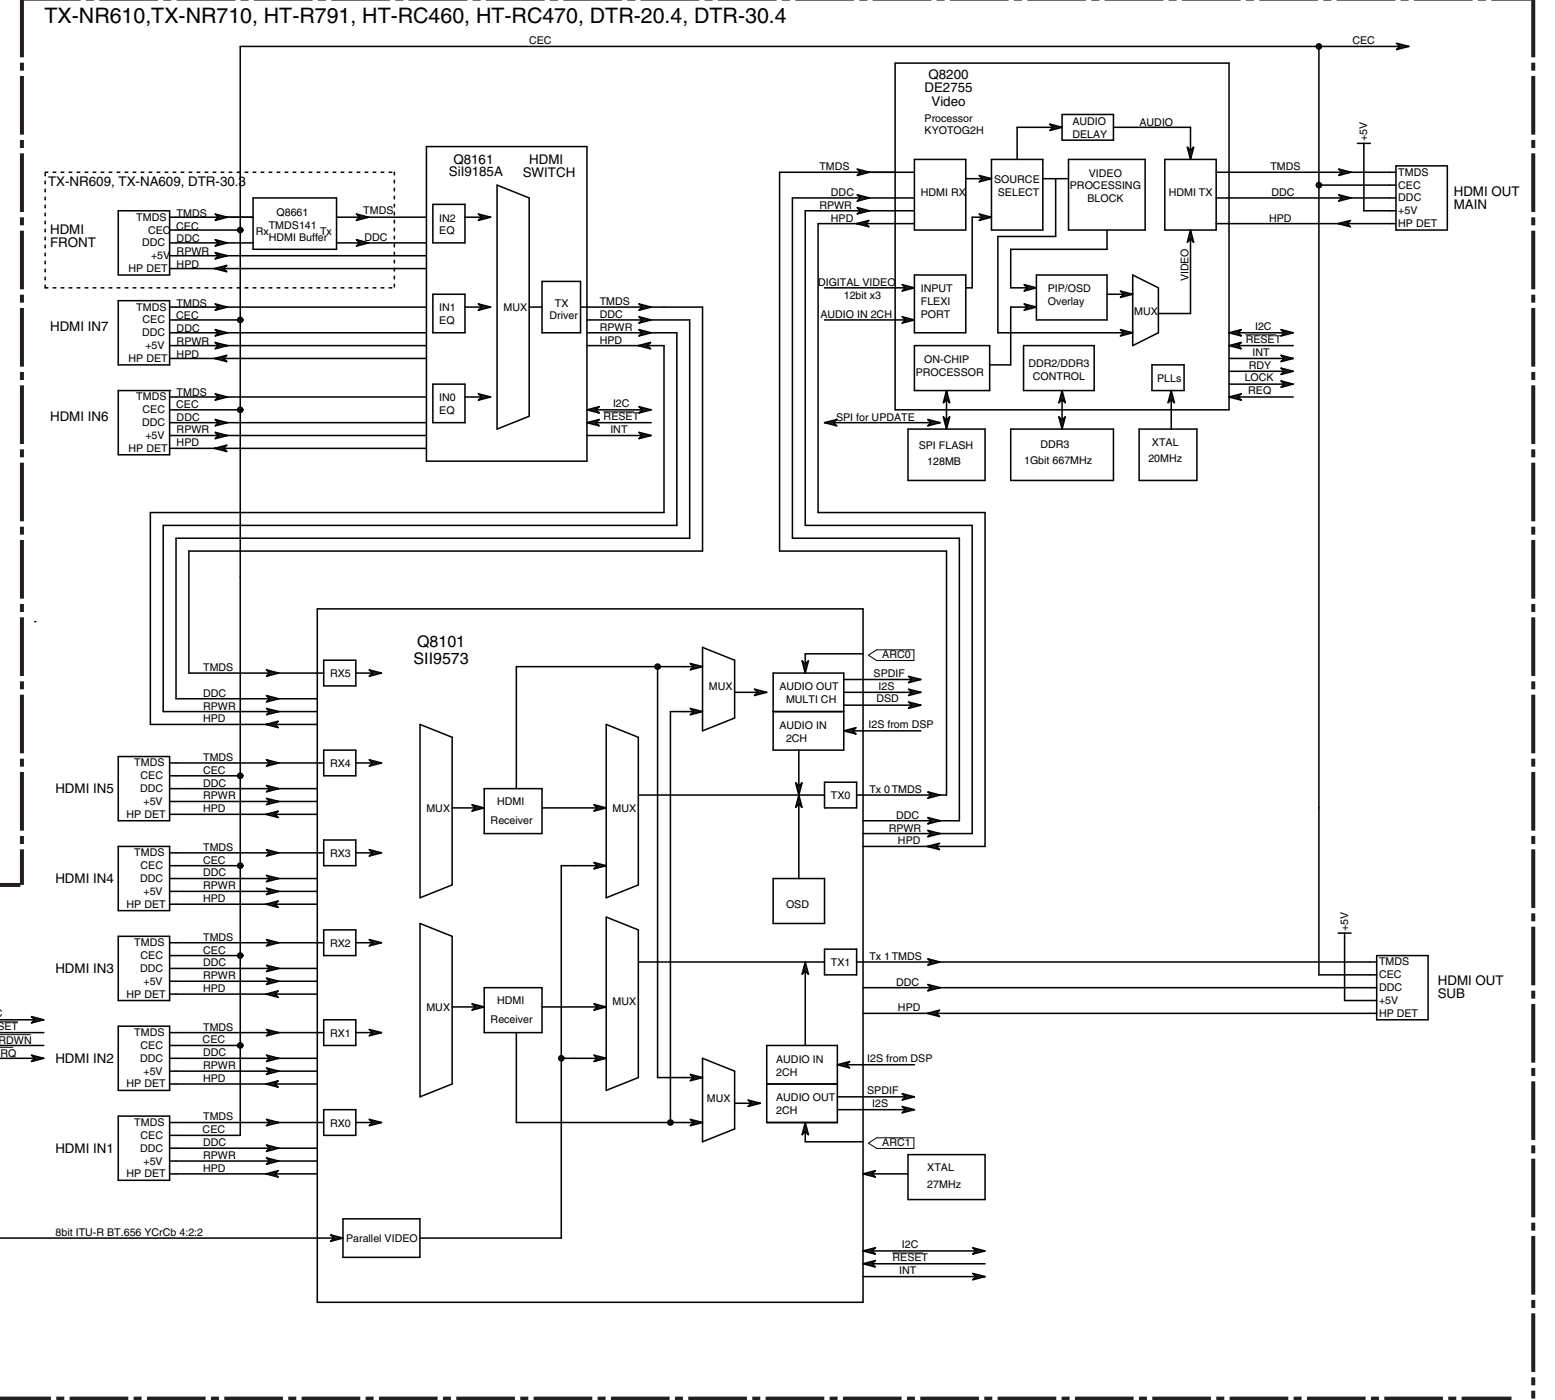 TX-NR610,TX-NR710, HT-R791, HT-RC460, HT-RC470, DTR-20.4, DTR-30.4
CEC
CEC
Q8200
DE2755
Video
Processor
KYOTOG2H
AUDIO
DELAY
AUDIO
+5V
Q8161
SiI9185A
HDMI
SWITCH
TX-NR609, TX-NA609, DTR-30.3
HDMI
FRONT
TMDS
CEC
DDC
+5V
HP DET
TMDS
CEC
DDC
RPWR
HPD
Q8661
TMDS141
Rx
Tx
HDMI Buffer
TMDS
DDC
IN2
EQ
HDMI IN7
TMDS
CEC
DDC
+5V
HP DET
TMDS
CEC
DDC
RPWR
HPD
IN1
EQ
MUX
TX
Driver
TMDS
DDC
RPWR
HPD
HDMI IN6
TMDS
CEC
DDC
+5V
HP DET
TMDS
CEC
DDC
RPWR
HPD
IN0
EQ
I2C
RESET
INT
TMDS
DDC
RPWR
HPD
HDMI RX
SOURCE
SELECT
VIDEO
PROCESSING
BLOCK
HDMI TX
TMDS
DDC
HPD
TMDS
CEC
DDC
+5V
HP DET
HDMI OUT
MAIN
DIGITAL VIDEO
12bit x3
AUDIO IN 2CH
INPUT
FLEXI
PORT
PIP/OSD
Overlay
MUX
VIDEO
ON-CHIP
PROCESSOR
DDR2/DDR3
CONTROL
PLLs
I2C
RESET
INT
RDY
LOCK
REQ
SPI for UPDATE
SPI FLASH
128MB
DDR3
1Gbit 667MHz
XTAL
20MHz
Q8101
SII9573
TMDS
DDC
RPWR
HPD
RX5
MUX
AUDIO OUT
MULTI CH
AUDIO IN
2CH
ARC0
SPDIF
I2S
DSD
I2S from DSP
HDMI IN5
TMDS
CEC
DDC
+5V
HP DET
TMDS
CEC
DDC
RPWR
HPD
RX4
MUX
HDMI
Receiver
MUX
TX0
Tx 0 TMDS
DDC
RPWR
HPD
HDMI IN4
TMDS
CEC
DDC
+5V
HP DET
TMDS
CEC
DDC
RPWR
HPD
RX3
OSD
HDMI IN3
TMDS
CEC
DDC
+5V
HP DET
TMDS
CEC
DDC
RPWR
HPD
RX2
MUX
HDMI
Receiver
MUX
TX1
Tx 1 TMDS
DDC
HPD
+5V
TMDS
CEC
DDC
+5V
HP DET
HDMI OUT
SUB
C
SET
RDWN
RQ
HDMI IN2
TMDS
CEC
DDC
+5V
HP DET
TMDS
CEC
DDC
RPWR
HPD
RX1
MUX
AUDIO IN
2CH
AUDIO OUT
2CH
I2S from DSP
SPDIF
I2S
ARC1
HDMI IN1
TMDS
CEC
DDC
+5V
HP DET
TMDS
CEC
DDC
RPWR
HPD
RX0
XTAL
27MHz
8bit ITU-R BT.656 YCrCb 4:2:2
Parallel VIDEO
I2C
RESET
INT